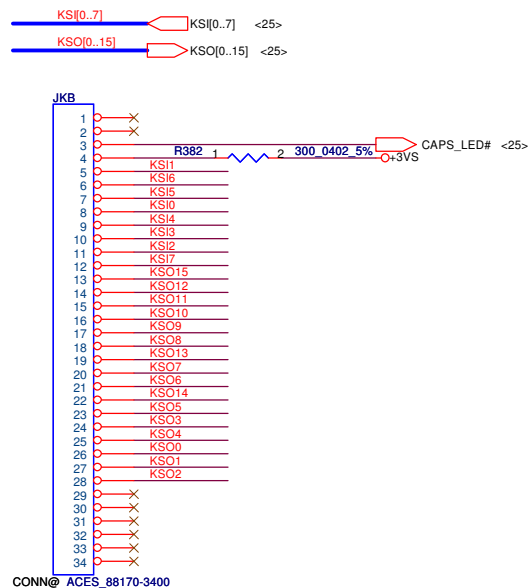 KSI[0..7] KSI[0..7] <25>
KSO[0..15] KSO[0..15] <25>
JKB
1
2
3 CAPS_LED# <25>
4 R382 1 2 300_0402_5% +3VS
5 KSI1
6 KSI6
7 KSI5
8 KSI0
9 KSI4
10 KSI3
11 KSI2
12 KSI7
13 KSO15
14 KSO12
15 KSO11
16 KSO10
17 KSO9
18 KSO8
19 KSO13
20 KSO7
21 KSO6
22 KSO14
23 KSO5
24 KSO3
25 KSO4
26 KSO0
27 KSO1
28 KSO2
29
30
31
32
33
34
CONN@ ACES_88170-3400